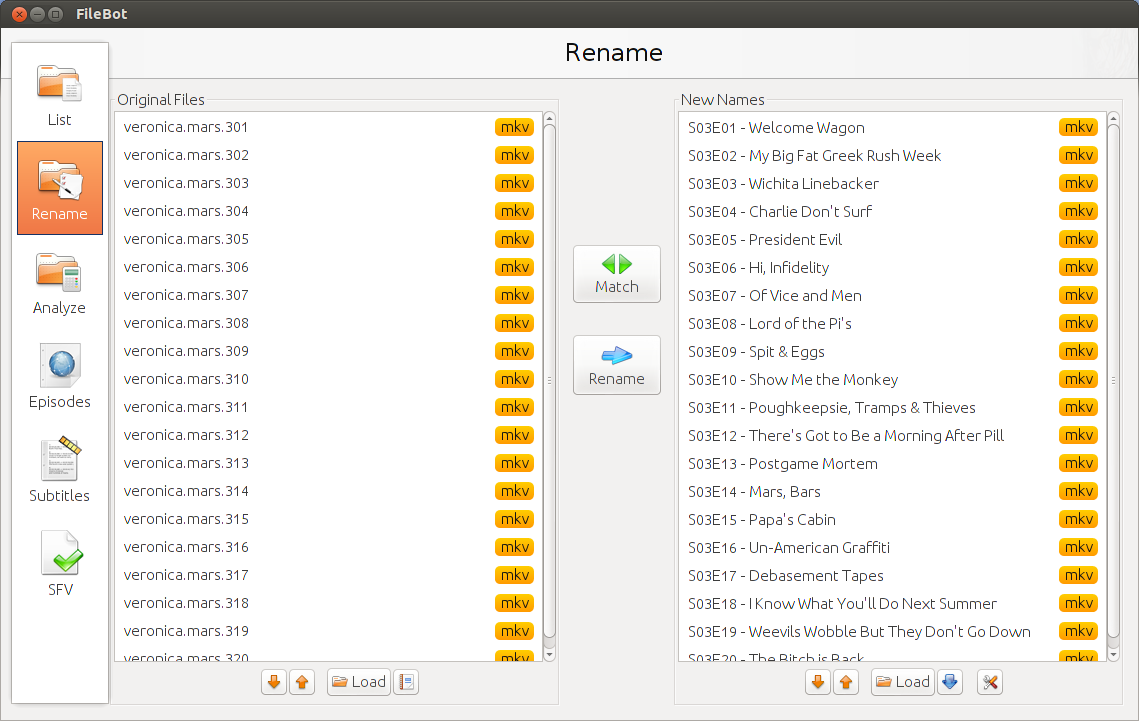 FileBot
Rename
List
Rename
Analyze
Episodes
Subtitles
SFV
Original Files
veronica.mars.301 mkv
veronica.mars.302 mkv
veronica.mars.303 mkv
veronica.mars.304 mkv
veronica.mars.305 mkv
veronica.mars.306 mkv
veronica.mars.307 mkv
veronica.mars.308 mkv
veronica.mars.309 mkv
veronica.mars.310 mkv
veronica.mars.311 mkv
veronica.mars.312 mkv
veronica.mars.313 mkv
veronica.mars.314 mkv
veronica.mars.315 mkv
veronica.mars.316 mkv
veronica.mars.317 mkv
veronica.mars.318 mkv
veronica.mars.319 mkv
veronica.mars.320 mkv
Load
Match
Rename
New Names
S03E01 - Welcome Wagon mkv
S03E02 - My Big Fat Greek Rush Week mkv
S03E03 - Wichita Linebacker mkv
S03E04 - Charlie Don't Surf mkv
S03E05 - President Evil mkv
S03E06 - Hi, Infidelity mkv
S03E07 - Of Vice and Men mkv
S03E08 - Lord of the Pi's mkv
S03E09 - Spit & Eggs mkv
S03E10 - Show Me the Monkey mkv
S03E11 - Poughkeepsie, Tramps & Thieves mkv
S03E12 - There's Got to Be a Morning After Pill mkv
S03E13 - Postgame Mortem mkv
S03E14 - Mars, Bars mkv
S03E15 - Papa's Cabin mkv
S03E16 - Un-American Graffiti mkv
S03E17 - Debasement Tapes mkv
S03E18 - I Know What You'll Do Next Summer mkv
S03E19 - Weevils Wobble But They Don't Go Down mkv
S03E20 - The Bitch is Back mkv
Load